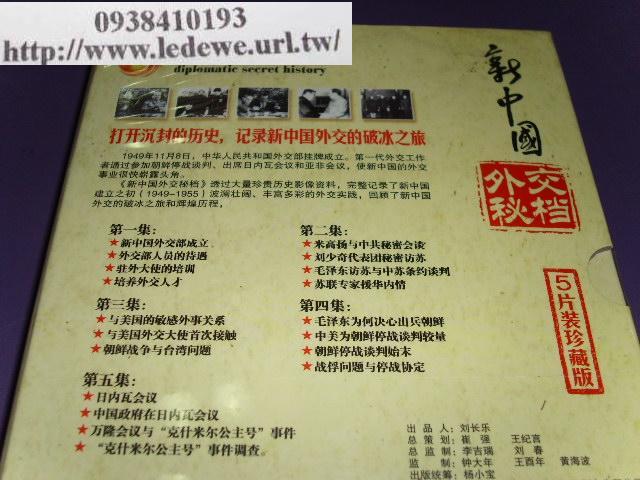 0938410193
http://www.ledewe.url.tw/
diplomatic secret history
新中國
外交
秘档
打开沉封的历史，记录新中国外交的破冰之旅
1949年11月8日，中华人民共和国外交部挂牌成立。第一代外交工作
者通过参加朝鲜停战谈判、出席日内瓦会议和亚非会议，使新中国的外交
事业很快崭露头角。
《新中国外交秘档》透过大量珍贵历史影像资料，完整记录了新中国
建立之初（1949-1955）波澜壮阔、丰富多彩的外交实践，回顾了新中国
外交的破冰之旅和辉煌历程，
第一集：
★新中国外交部成立
★外交部人员的待遇
★驻外大使的培训
★培养外交人才
第二集：
★米高扬与中共秘密会谈
★刘少奇代表团秘密访苏
★毛泽东访苏与中苏条约谈判
★苏联专家援华内情
第三集：
★与美国的敏感外事关系
★与美国外交大使首次接触
★朝鲜战争与台湾问题
第四集：
★毛泽东为何决心出兵朝鲜
★中美为朝鲜停战谈判较量
★朝鲜停战谈判始末
★战俘问题与停战协定
第五集：
★日内瓦会议
★中国政府在日内瓦会议
★万隆会议与“克什米尔公主号”事件
★“克什米尔公主号”事件调查。
5片装珍藏版
出品人：刘长乐
总策划：崔强 王纪言
总监制：李吉瑞 刘春
监制：钟大年 王酉年 黄海波
出版统筹：杨小宝